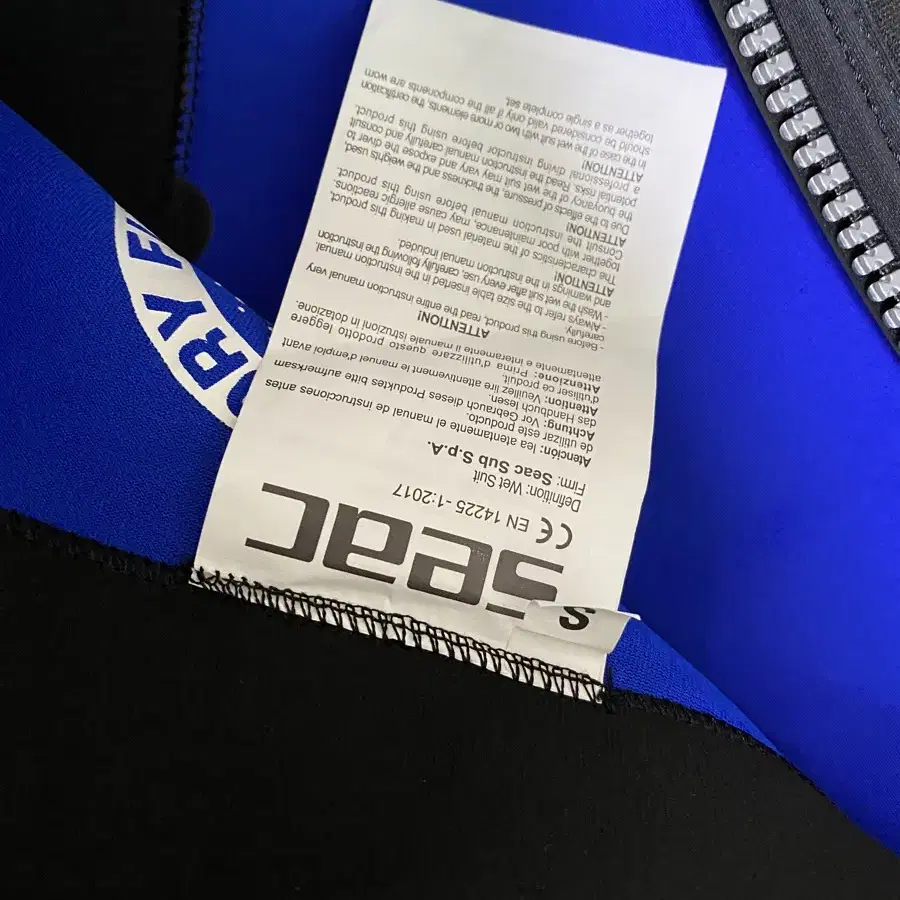 S
seac
CE EN 14225-1:2017
Definition: Wet Suit
Firm: Seac Sub S.p.A.
Atención: lea atentamente el manual de instrucciones antes
de utilizar este producto.
Achtung: Vor Gebrauch dieses Produktes bitte aufmerksam
das Handbuch lesen.
Attention: Veuillez lire attentivement le manuel d'emploi avant
d'utiliser ce produit.
Attenzione: Prima d'utilizzare questo prodotto leggere
attentamente e interamente il manuale istruzioni in dotazione.
ATTENTION!
- Before using this product, read the entire instruction manual very
carefully.
- Always refer to the size table inserted in the instruction manual.
- Wash the wet suit after every use, carefully following the instruction
and warnings in the instruction manual included.
ATTENTION!
The characteristics of the material used in making this product,
together with poor maintenance, may cause allergic reactions.
Consult the instruction manual before using this product.
ATTENTION!
Due to the effects of pressure, the thickness and the weights used,
the buoyancy of the wet suit may vary and expose the diver to
potential risks. Read the instruction manual carefully and consult
a professional diving instructor before using this product.
ATTENTION!
In the case of the wet suit with two or more elements, the certification
should be considered valid only if all the components are worn
together as a single complete set.